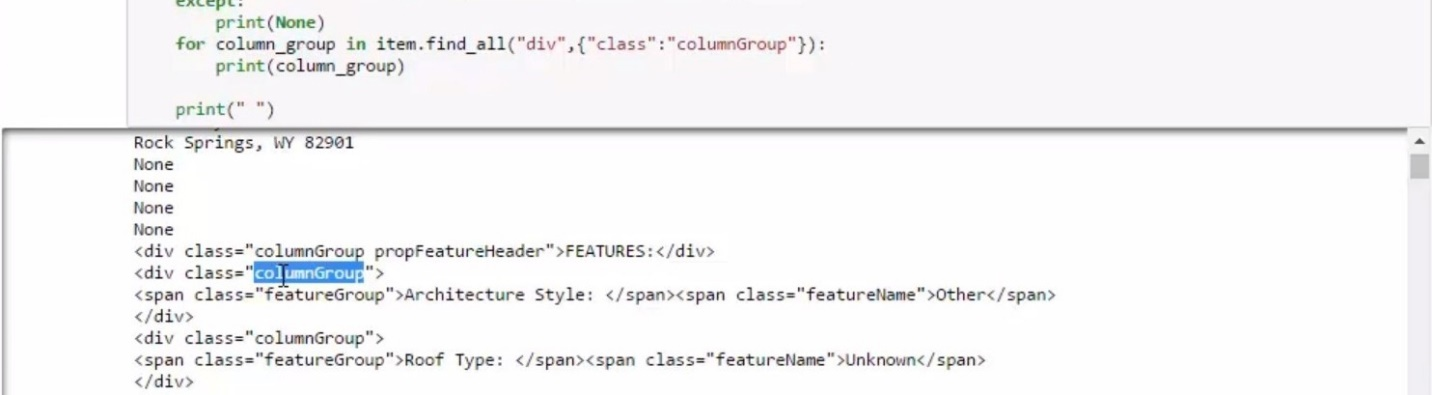 except:
print(None)
for column_group in item.find_all("div",{"class":"columnGroup"}):
print(column_group)
print(" ")
Rock Springs, WY 82901
None
None
None
None
<div class="columnGroup propFeatureHeader">FEATURES:</div>
<div class="columnGroup">
<span class="featureGroup">Architecture Style: </span><span class="featureName">Other</span>
</div>
<div class="columnGroup">
<span class="featureGroup">Roof Type: </span><span class="featureName">Unknown</span>
</div>